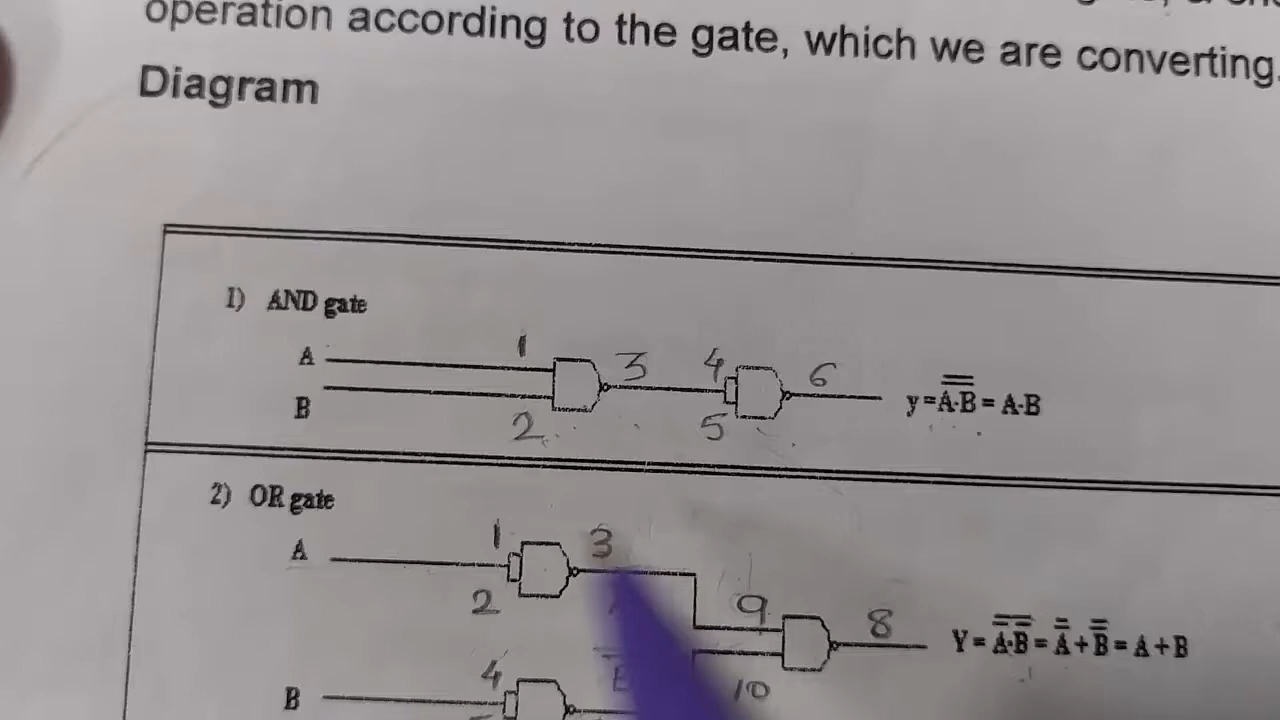 operation according to the gate, which we are converting.
Diagram
1) AND gate
A 1 3 4 6
B 2 5 y = A̿·̿B̿ = A·B
2) OR gate
A 1 3
2 9 8 Y = A̿·B̿ = A̿ + B̿ = A + B
B 4 10